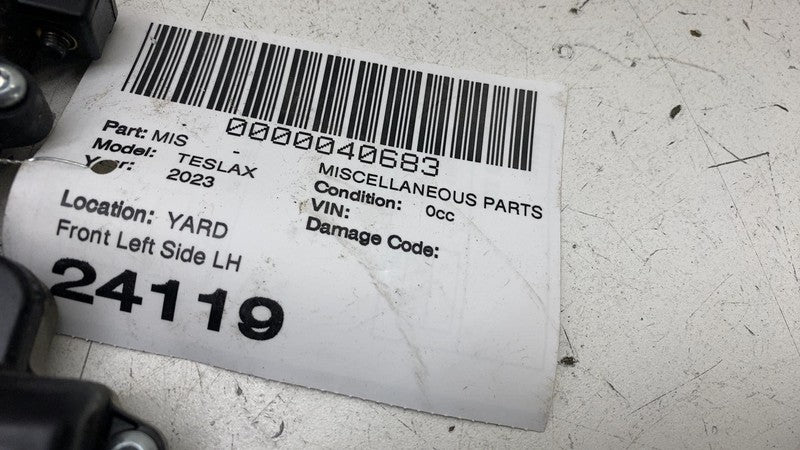 0000040683
Part: MIS -
MISCELLANEOUS PARTS
Model: TESLAX
Condition: 0cc
Year: 2023
VIN:
Damage Code:
Location: YARD
Front Left Side LH
24119